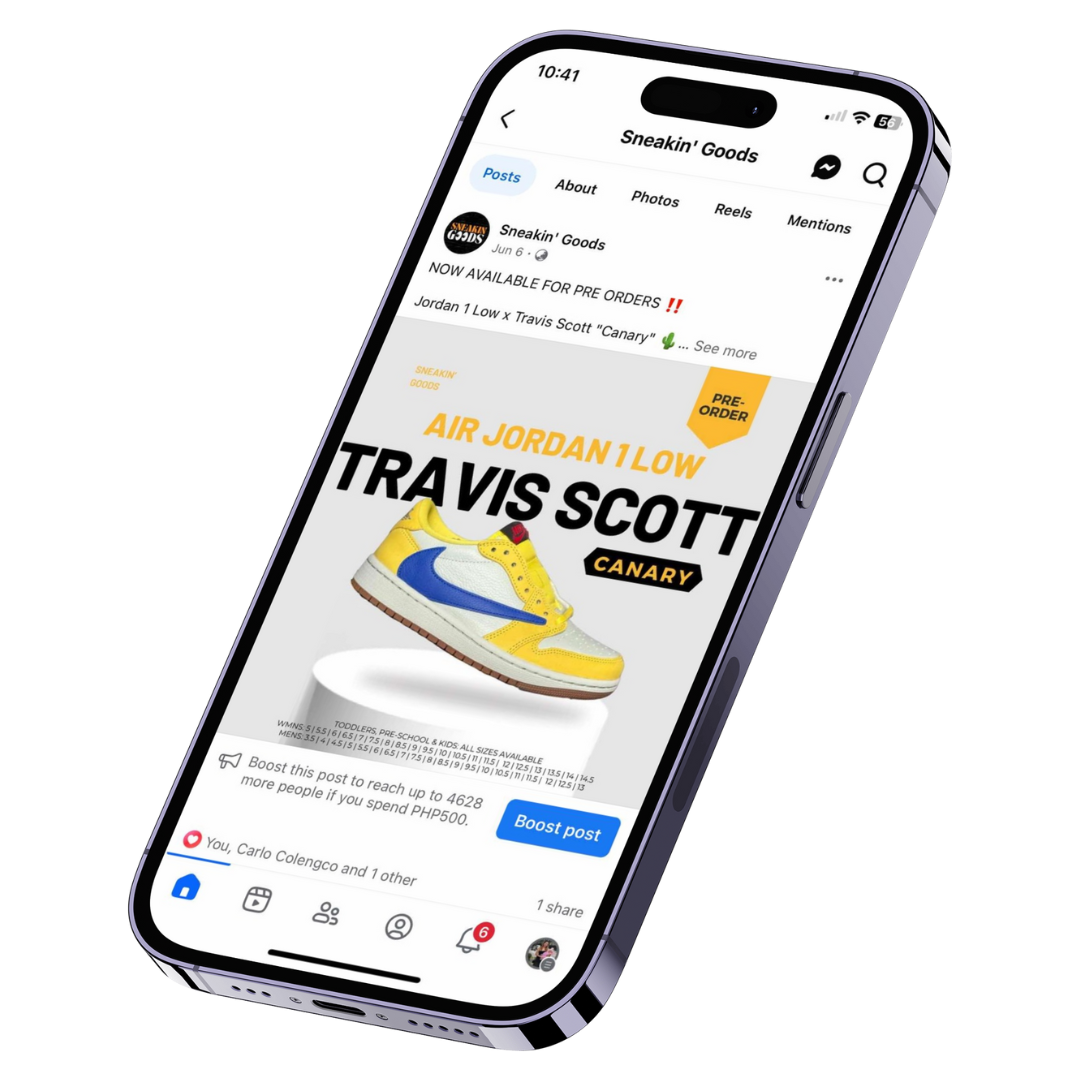 10:41
56
Sneakin' Goods
Posts About Photos Reels Mentions
SNEAKIN
GOODS
Sneakin' Goods
Jun 6 ·
NOW AVAILABLE FOR PRE ORDERS ‼️
Jordan 1 Low x Travis Scott "Canary" 🌵... See more
SNEAKIN'
GOODS
PRE-
ORDER
AIR JORDAN 1 LOW
TRAVIS SCOTT
CANARY
TODDLERS, PRE-SCHOOL & KIDS: ALL SIZES AVAILABLE
WMNS: 5 | 5.5 | 6 | 6.5 | 7 | 7.5 | 8 | 8.5 | 9 | 9.5 | 10 | 10.5 | 11 | 11.5 | 12 | 12.5 | 13 | 13.5 | 14 | 14.5
MENS: 3.5 | 4 | 4.5 | 5 | 5.5 | 6 | 6.5 | 7 | 7.5 | 8 | 8.5 | 9 | 9.5 | 10 | 10.5 | 11 | 11.5 | 12 | 12.5 | 13
Boost this post to reach up to 4628
more people if you spend PHP500.
Boost post
You, Carlo Colengco and 1 other
1 share
6